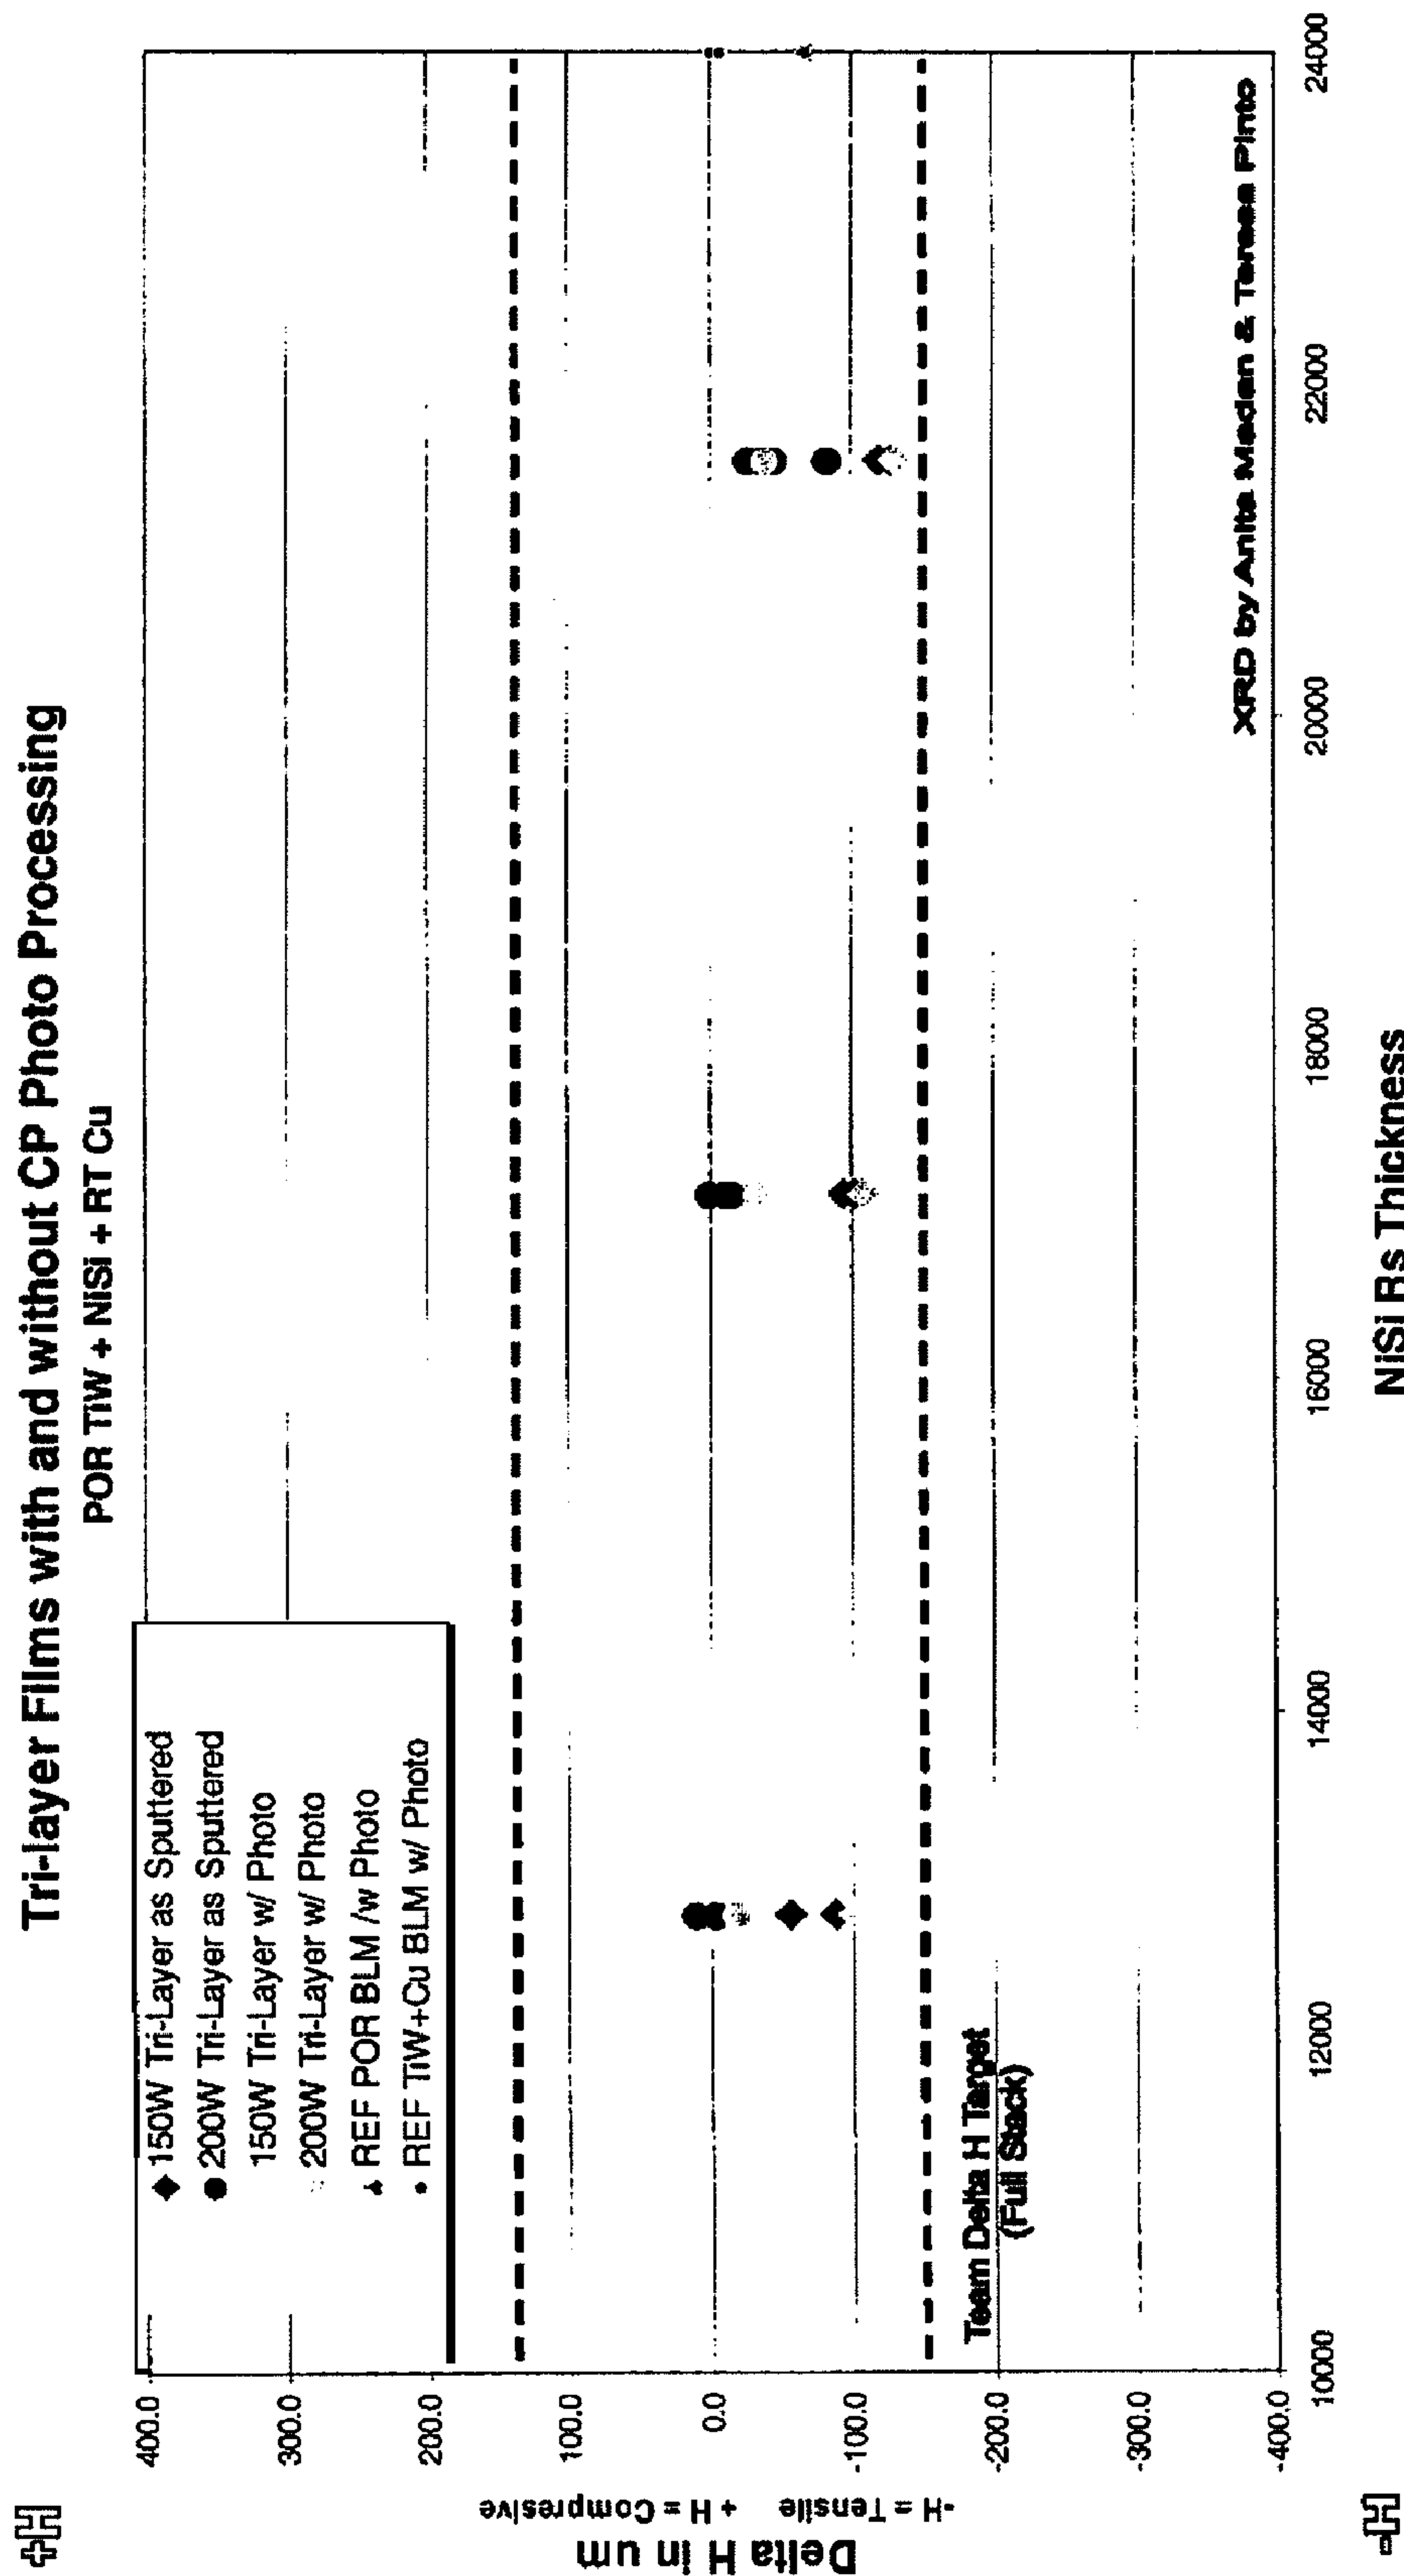 Tri-layer Films with and without CP Photo Processing
POR TiW + NiSi + RT Cu
+H
400.0
300.0
200.0
100.0
0.0
-100.0
-200.0
-300.0
-400.0
Delta H in um
-H = Tensile + H = Compresive
150W Tri-Layer as Sputtered
200W Tri-Layer as Sputtered
150W Tri-Layer w/ Photo
200W Tri-Layer w/ Photo
REF POR BLM /w Photo
REF TiW+Cu BLM w/ Photo
Team Delta H Target
(Full Stack)
XRD by Anita Madan & Teresa Pinto
10000
12000
14000
16000
18000
20000
22000
24000
NiSi Rs Thickness
-H